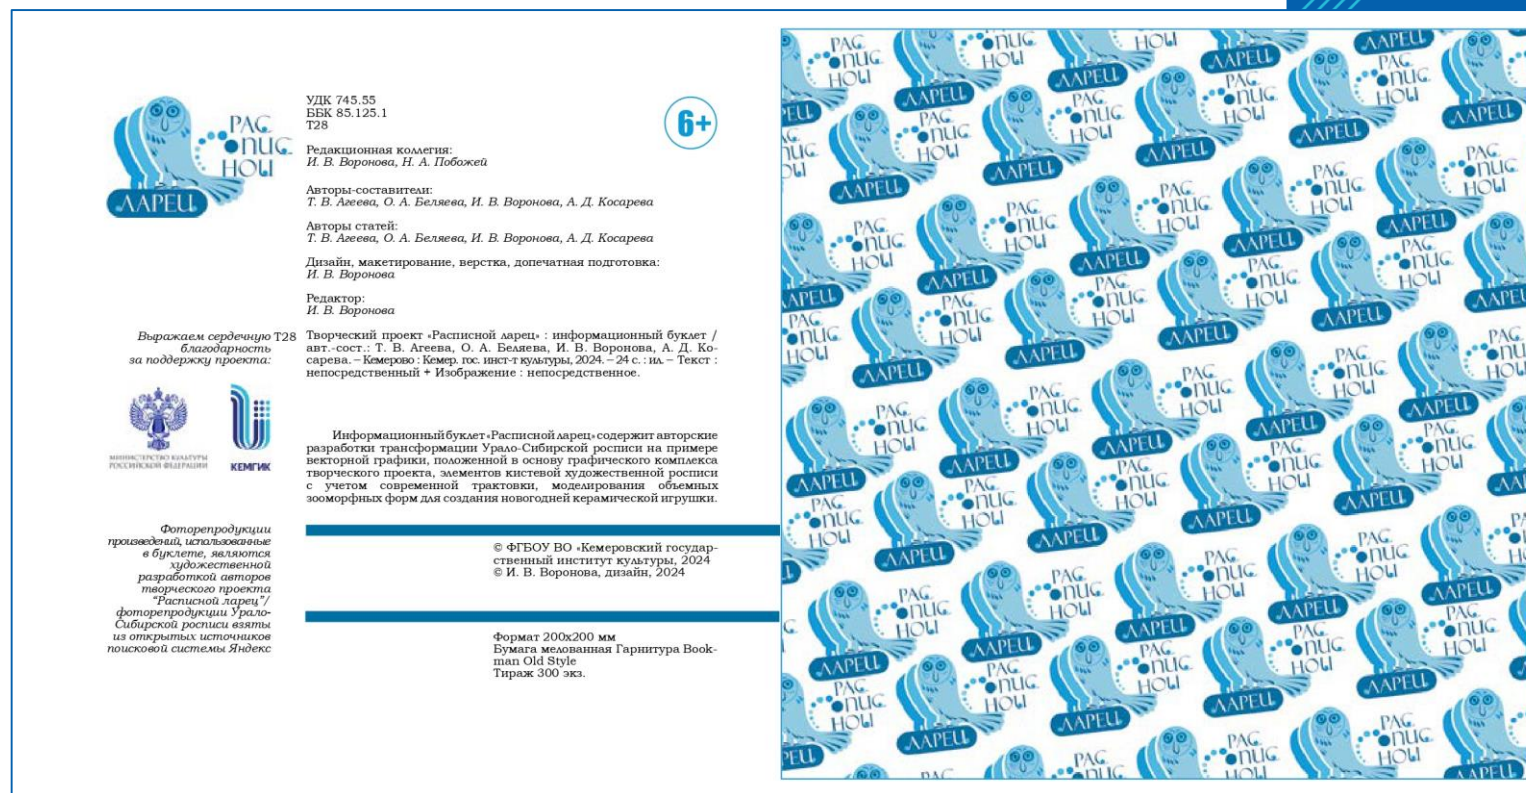 РАС
ПИС
НОЙ
ЛАРЕЦ
УДК 745.55
ББК 85.125.1
Т28
6+
Редакционная коллегия:
И. В. Воронова, Н. А. Побожей
Авторы-составители:
Т. В. Агеева, О. А. Беляева, И. В. Воронова, А. Д. Косарева
Авторы статей:
Т. В. Агеева, О. А. Беляева, И. В. Воронова, А. Д. Косарева
Дизайн, макетирование, верстка, допечатная подготовка:
И. В. Воронова
Редактор:
И. В. Воронова
Выражаем сердечную
благодарность
за поддержку проекта:
МИНИСТЕРСТВО КУЛЬТУРЫ
РОССИЙСКОЙ ФЕДЕРАЦИИ
КЕМГИК
Т28 Творческий проект «Расписной ларец» : информационный буклет /
авт.-сост.: Т. В. Агеева, О. А. Беляева, И. В. Воронова, А. Д. Ко-
сарева. – Кемерово : Кемер. гос. инст-т культуры, 2024. – 24 с. : ил. – Текст :
непосредственный + Изображение : непосредственное.
Информационный буклет «Расписной ларец» содержит авторские
разработки трансформации Урало-Сибирской росписи на примере
векторной графики, положенной в основу графического комплекса
творческого проекта, элементов кистевой художественной росписи
с учетом современной трактовки, моделирования объемных
зооморфных форм для создания новогодней керамической игрушки.
Фоторепродукции
произведений, использованные
в буклете, являются
художественной
разработкой авторов
творческого проекта
"Расписной ларец"/
фоторепродукции Урало-
Сибирской росписи взяты
из открытых источников
поисковой системы Яндекс
© ФГБОУ ВО «Кемеровский государ-
ственный институт культуры, 2024
© И. В. Воронова, дизайн, 2024
Формат 200х200 мм
Бумага мелованная Гарнитура Book-
man Old Style
Тираж 300 экз.
РАС
ПИС
НОЙ
ЛАРЕЦ